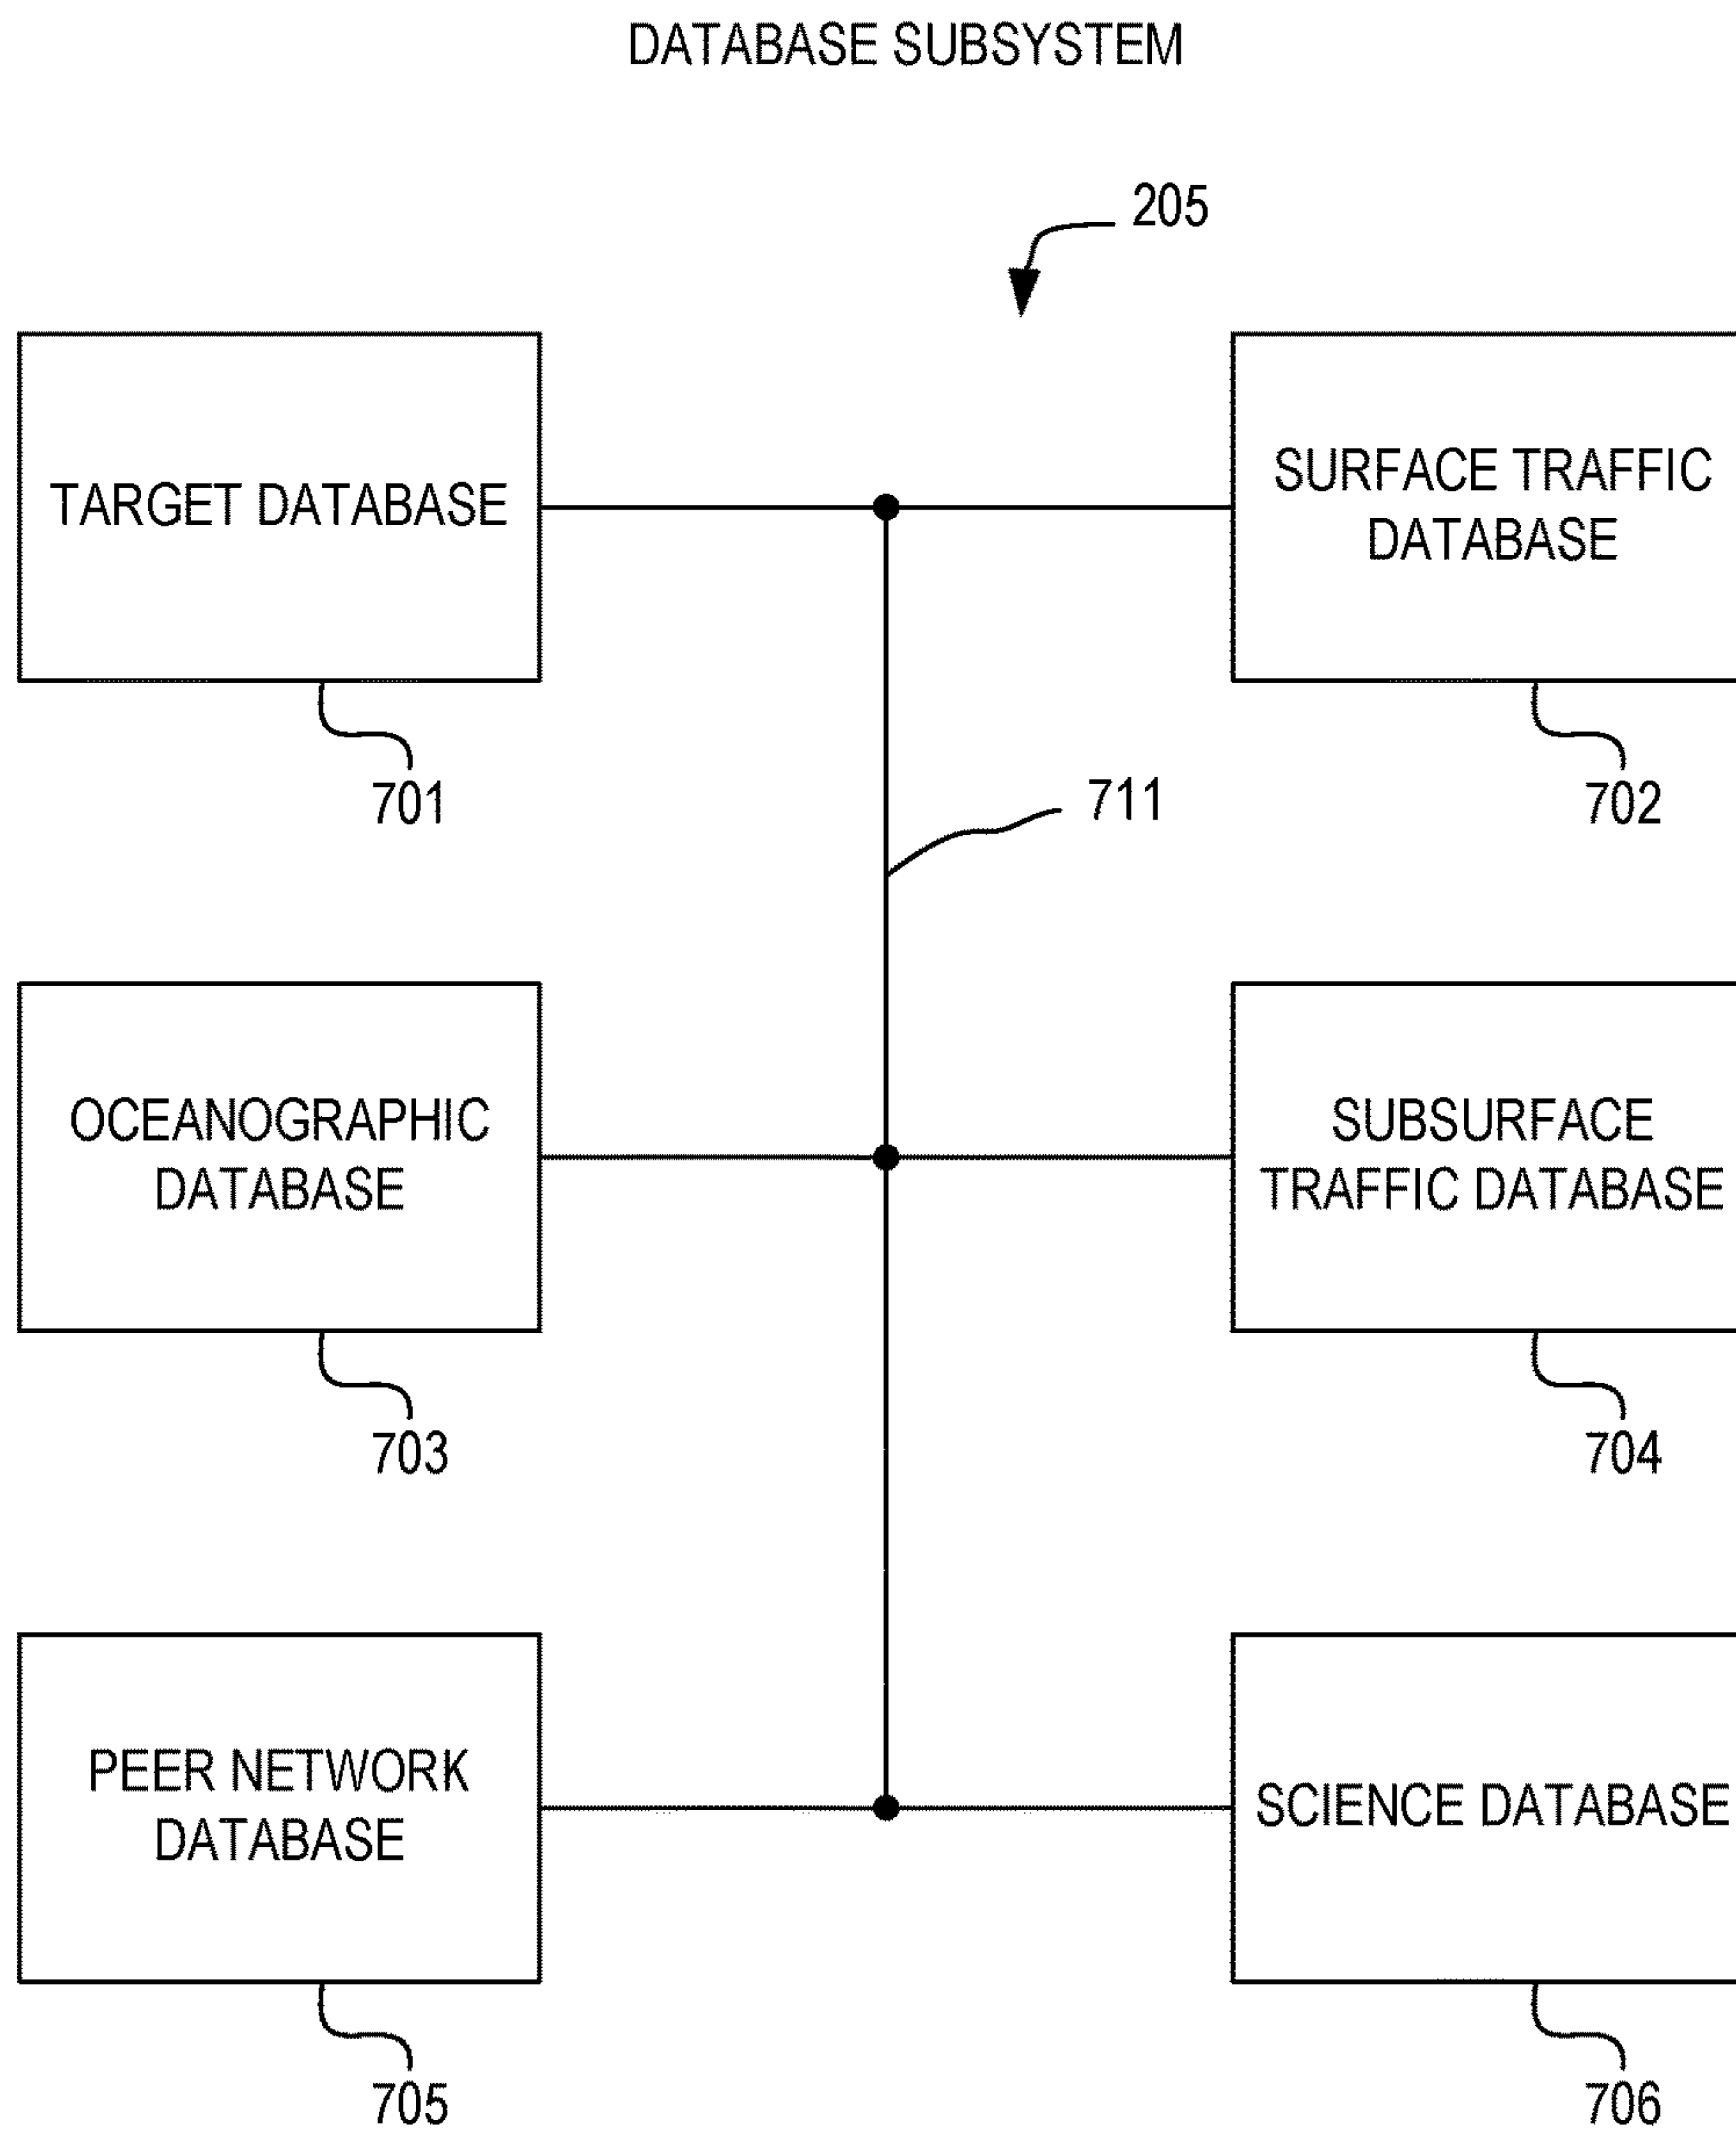 DATABASE SUBSYSTEM
205
TARGET DATABASE
701
SURFACE TRAFFIC
DATABASE
702
711
OCEANOGRAPHIC
DATABASE
703
SUBSURFACE
TRAFFIC DATABASE
704
PEER NETWORK
DATABASE
705
SCIENCE DATABASE
706